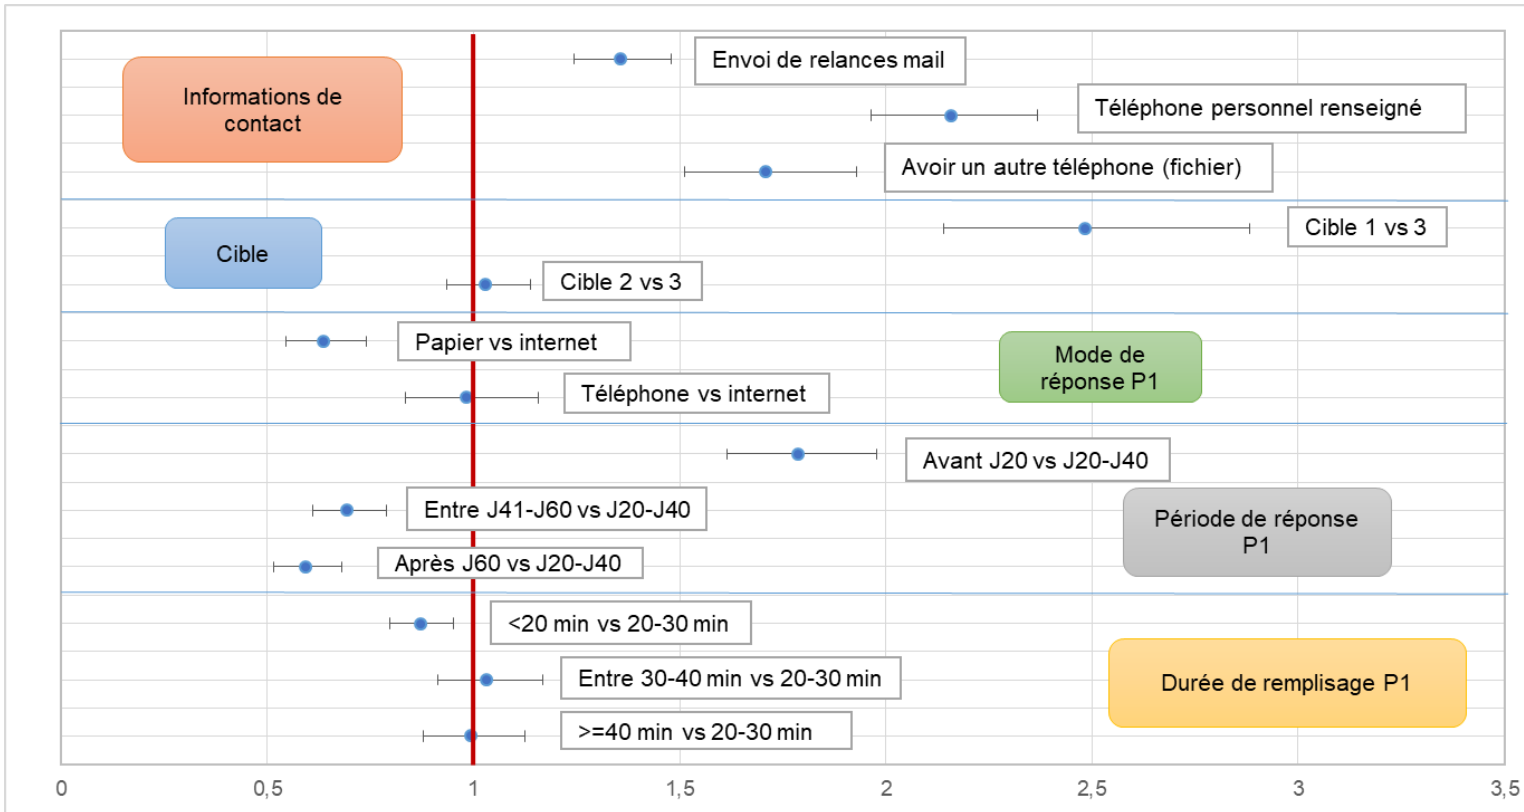 Envoi de relances mail
Informations de
contact
Téléphone personnel renseigné
Avoir un autre téléphone (fichier)
Cible 1 vs 3
Cible
Cible 2 vs 3
Papier vs internet
Mode de
réponse P1
Téléphone vs internet
Avant J20 vs J20-J40
Entre J41-J60 vs J20-J40
Période de réponse
P1
Après J60 vs J20-J40
<20 min vs 20-30 min
Entre 30-40 min vs 20-30 min
Durée de remplisage P1
>=40 min vs 20-30 min
0 0,5 1 1,5 2 2,5 3 3,5